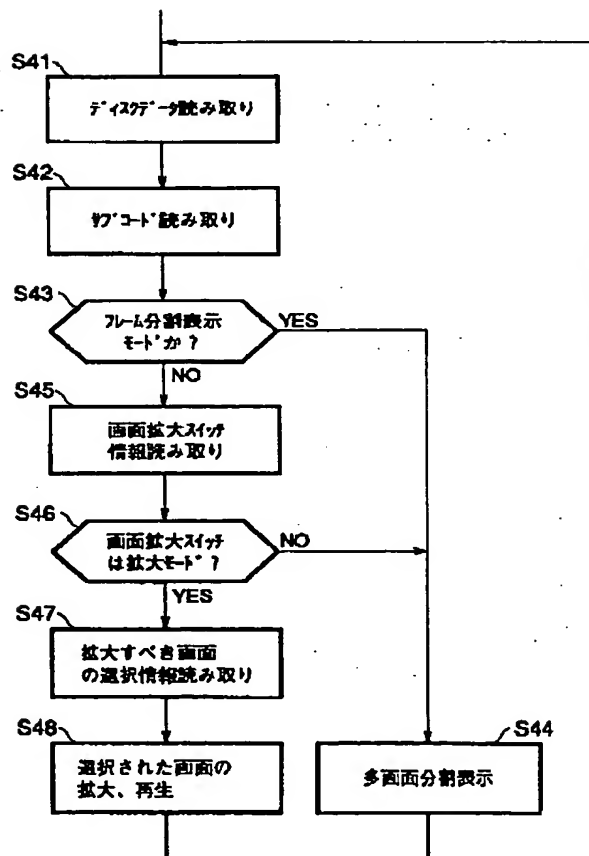 S41
ディスクデータ読み取り
S42
サブコード読み取り
S43
フレーム分割表示
モードか?
YES
NO
S45
画面拡大スイッチ
情報読み取り
S46
画面拡大スイッチ
は拡大モード?
NO
YES
S47
拡大すべき画面
の選択情報読み取り
S48
選択された画面の
拡大、再生
S44
多画面分割表示